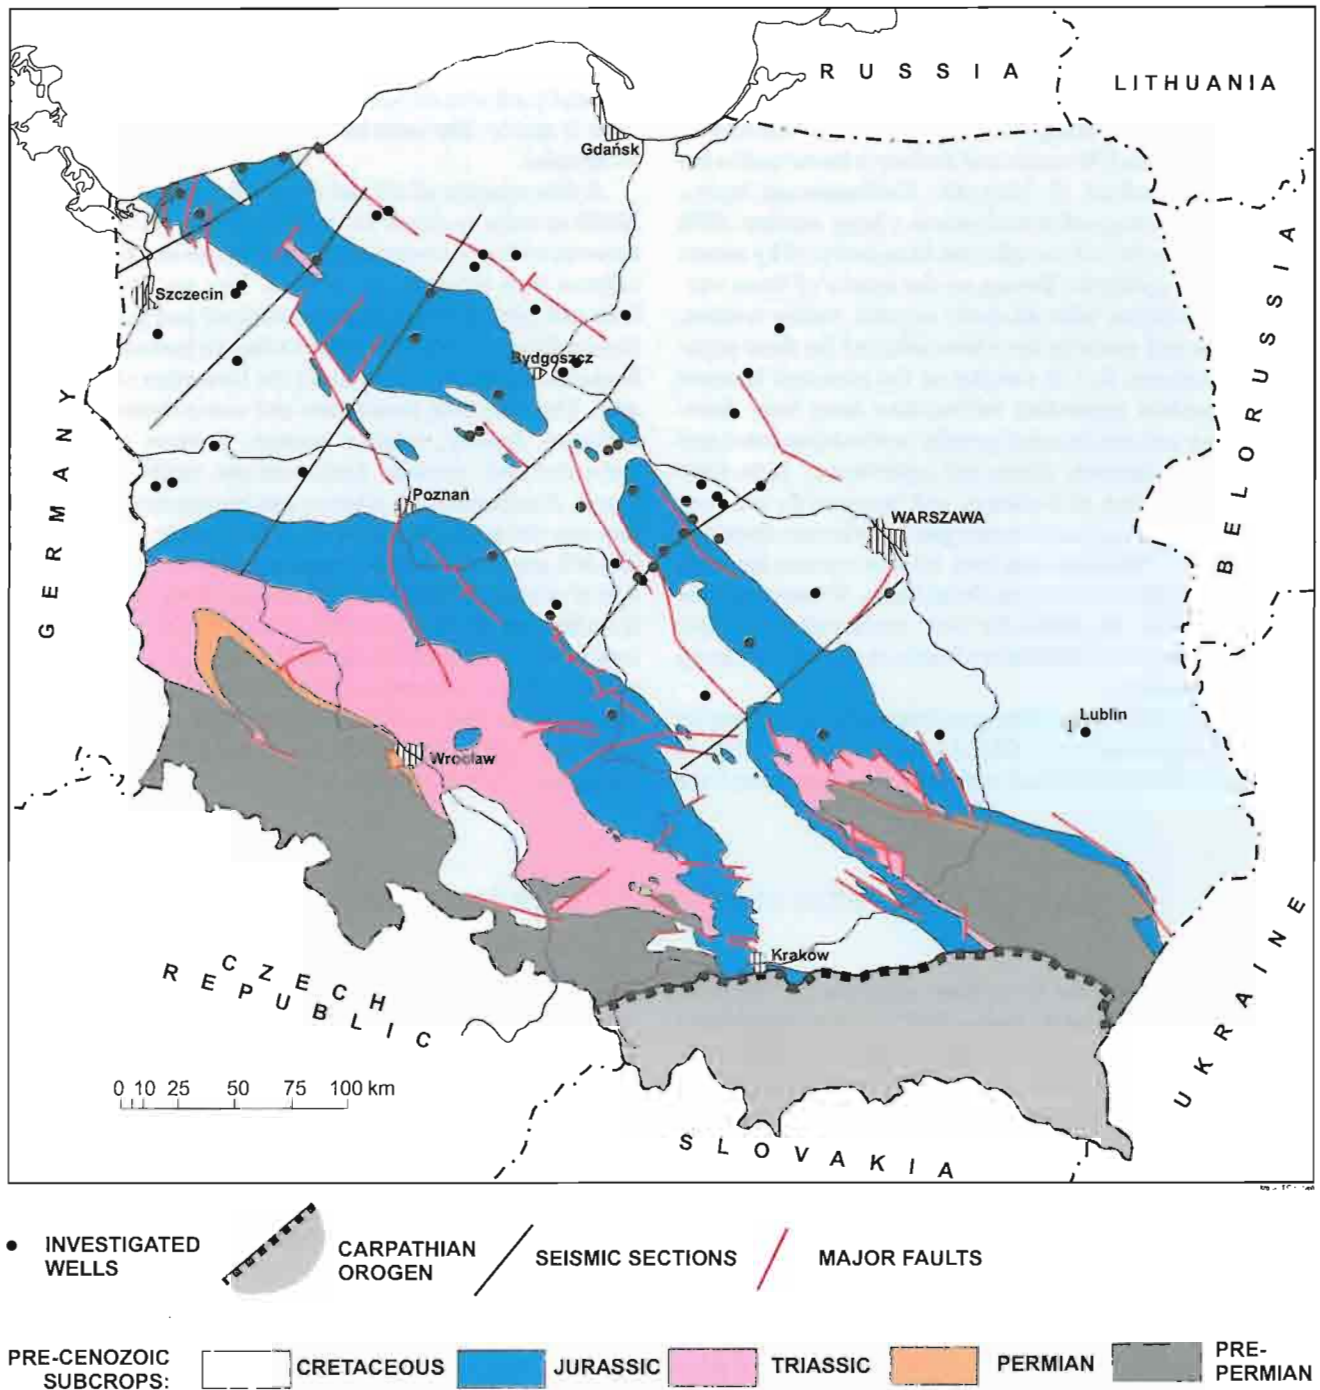 RUSSIA
LITHUANIA
Gdańsk
BELORUSSIA
Szczecin
Bydgoszcz
GERMANY
Poznań
WARSZAWA
Lublin
Wrocław
Kraków
CZECH
REPUBLIC
UKRAINE
0 10 25 50 75 100 km
SLOVAKIA
INVESTIGATED
WELLS
CARPATHIAN
OROGEN
SEISMIC SECTIONS
MAJOR FAULTS
PRE-CENOZOIC
SUBCROPS:
CRETACEOUS
JURASSIC
TRIASSIC
PERMIAN
PRE-
PERMIAN